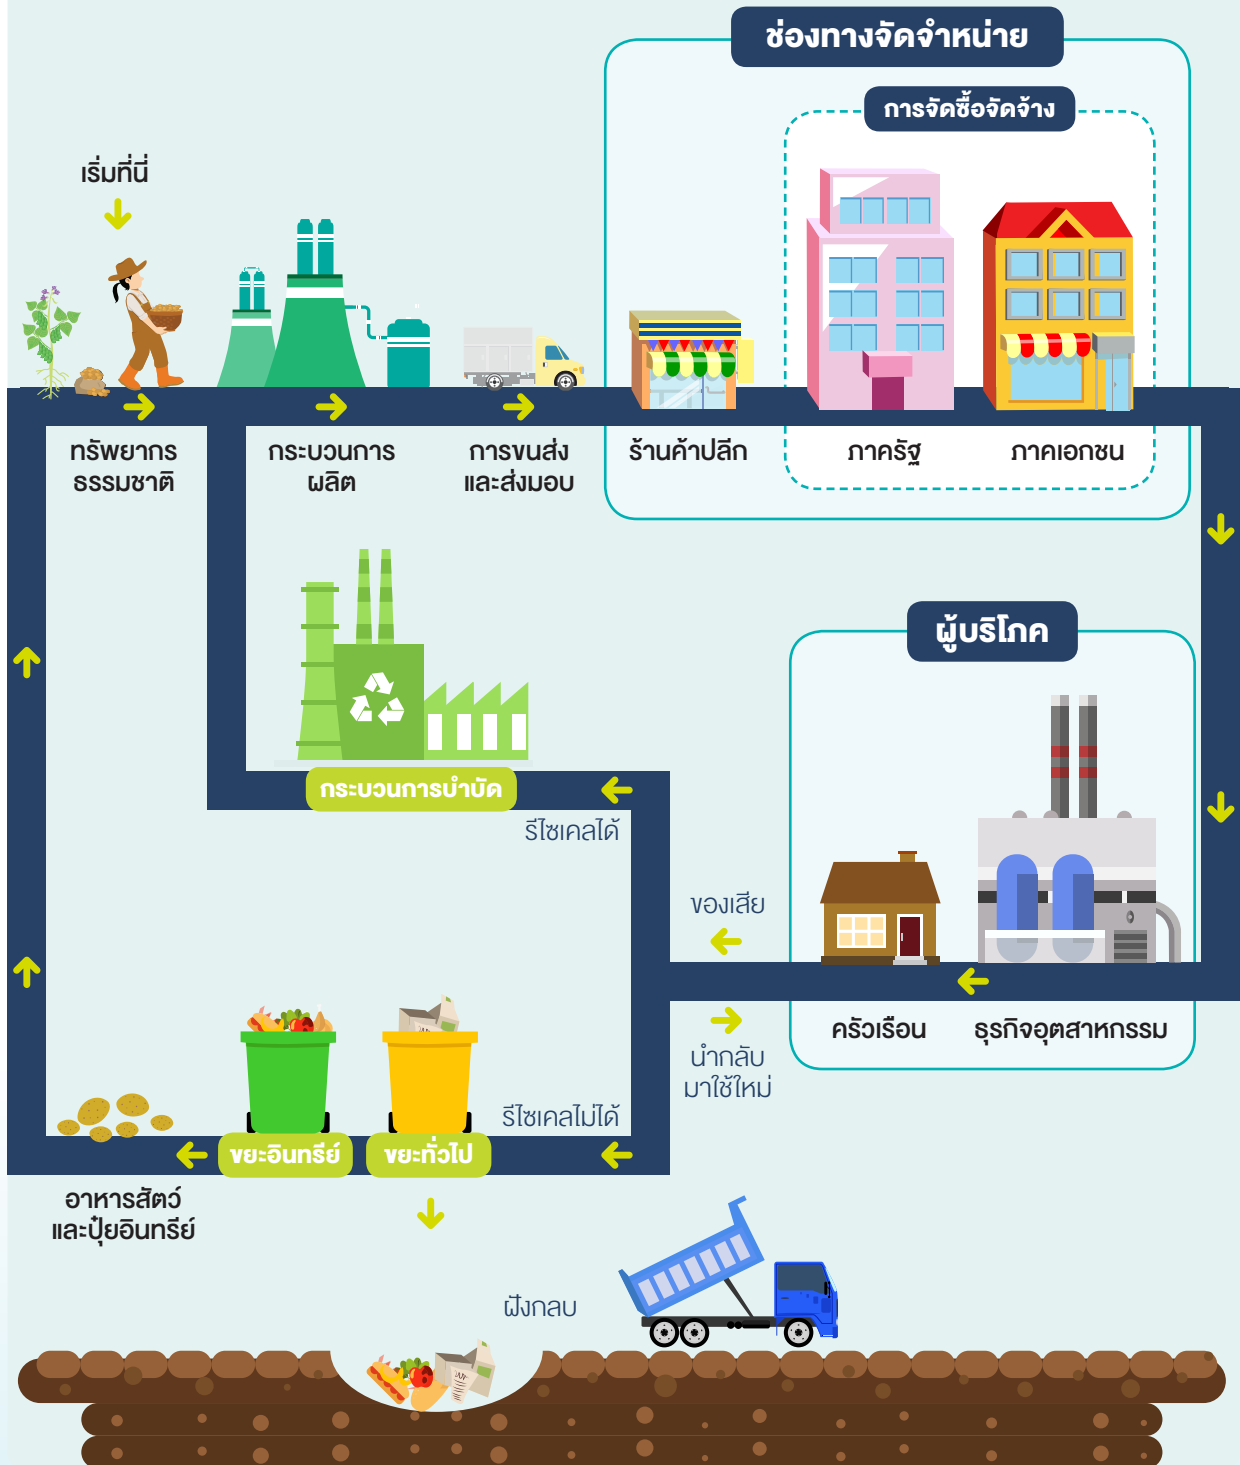 ช่องทางจัดจำหน่าย
การจัดซื้อจัดจ้าง
เริ่มที่นี่
ทรัพยากร
ธรรมชาติ
กระบวนการ
ผลิต
การขนส่ง
และส่งมอบ
ร้านค้าปลีก
ภาครัฐ
ภาคเอกชน
ผู้บริโภค
กระบวนการบำบัด
รีไซเคลได้
ของเสีย
ครัวเรือน
ธุรกิจอุตสาหกรรม
นำกลับ
มาใช้ใหม่
รีไซเคลไม่ได้
ขยะอินทรีย์
ขยะทั่วไป
อาหารสัตว์
และปุ๋ยอินทรีย์
ฝังกลบ